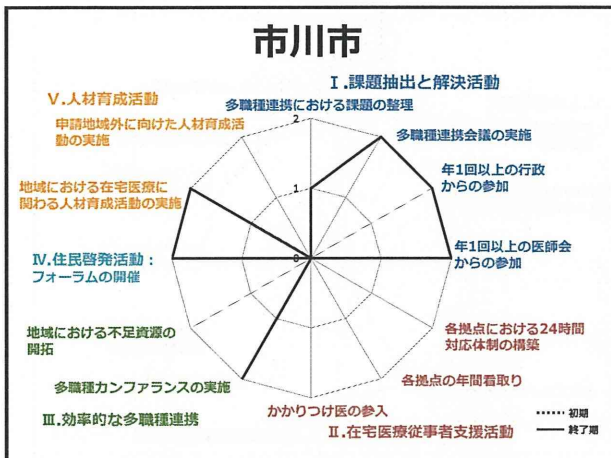 市川市
Ⅰ.課題抽出と解決活動
多職種連携における課題の整理
多職種連携会議の実施
年1回以上の行政
からの参加
年1回以上の医師会
からの参加
各拠点における24時間
対応体制の構築
各拠点の年間看取り
かかりつけ医の参入
Ⅱ.在宅医療従事者支援活動
Ⅲ.効率的な多職種連携
多職種カンファランスの実施
地域における不足資源の
開拓
Ⅳ.住民啓発活動：
フォーラムの開催
地域における在宅医療に
関わる人材育成活動の実施
申請地域外に向けた人材育成活
動の実施
Ⅴ.人材育成活動
2
1
0
初期
終了期